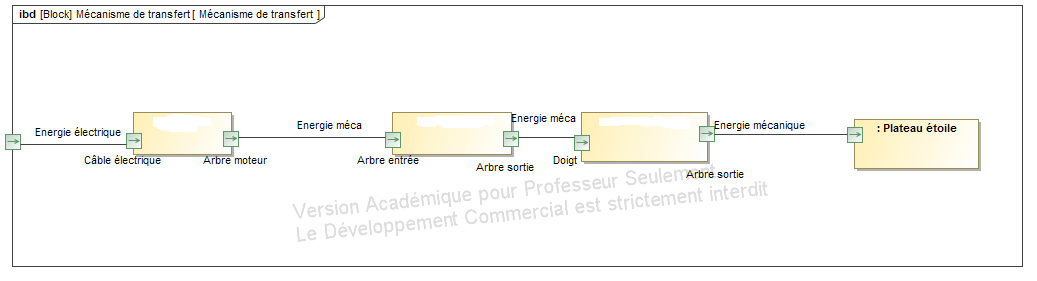 ibd [Block] Mécanisme de transfert [ Mécanisme de transfert ]
Energie électrique
Energie méca
Energie méca
Energie mécanique
: Plateau étoile
Câble électrique
Arbre moteur
Arbre entrée
Arbre sortie
Doigt
Arbre sortie
Version Académique pour Professeur Seulement
Le Développement Commercial est strictement interdit